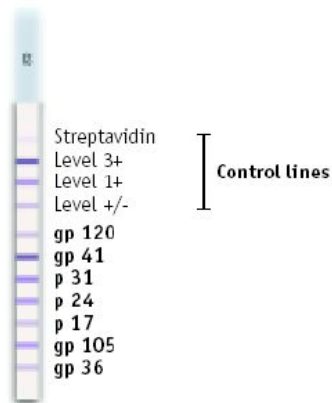 Streptavidin
Level 3+
Level 1+
Level +/-
Control lines
gp 120
gp 41
p 31
p 24
p 17
gp 105
gp 36